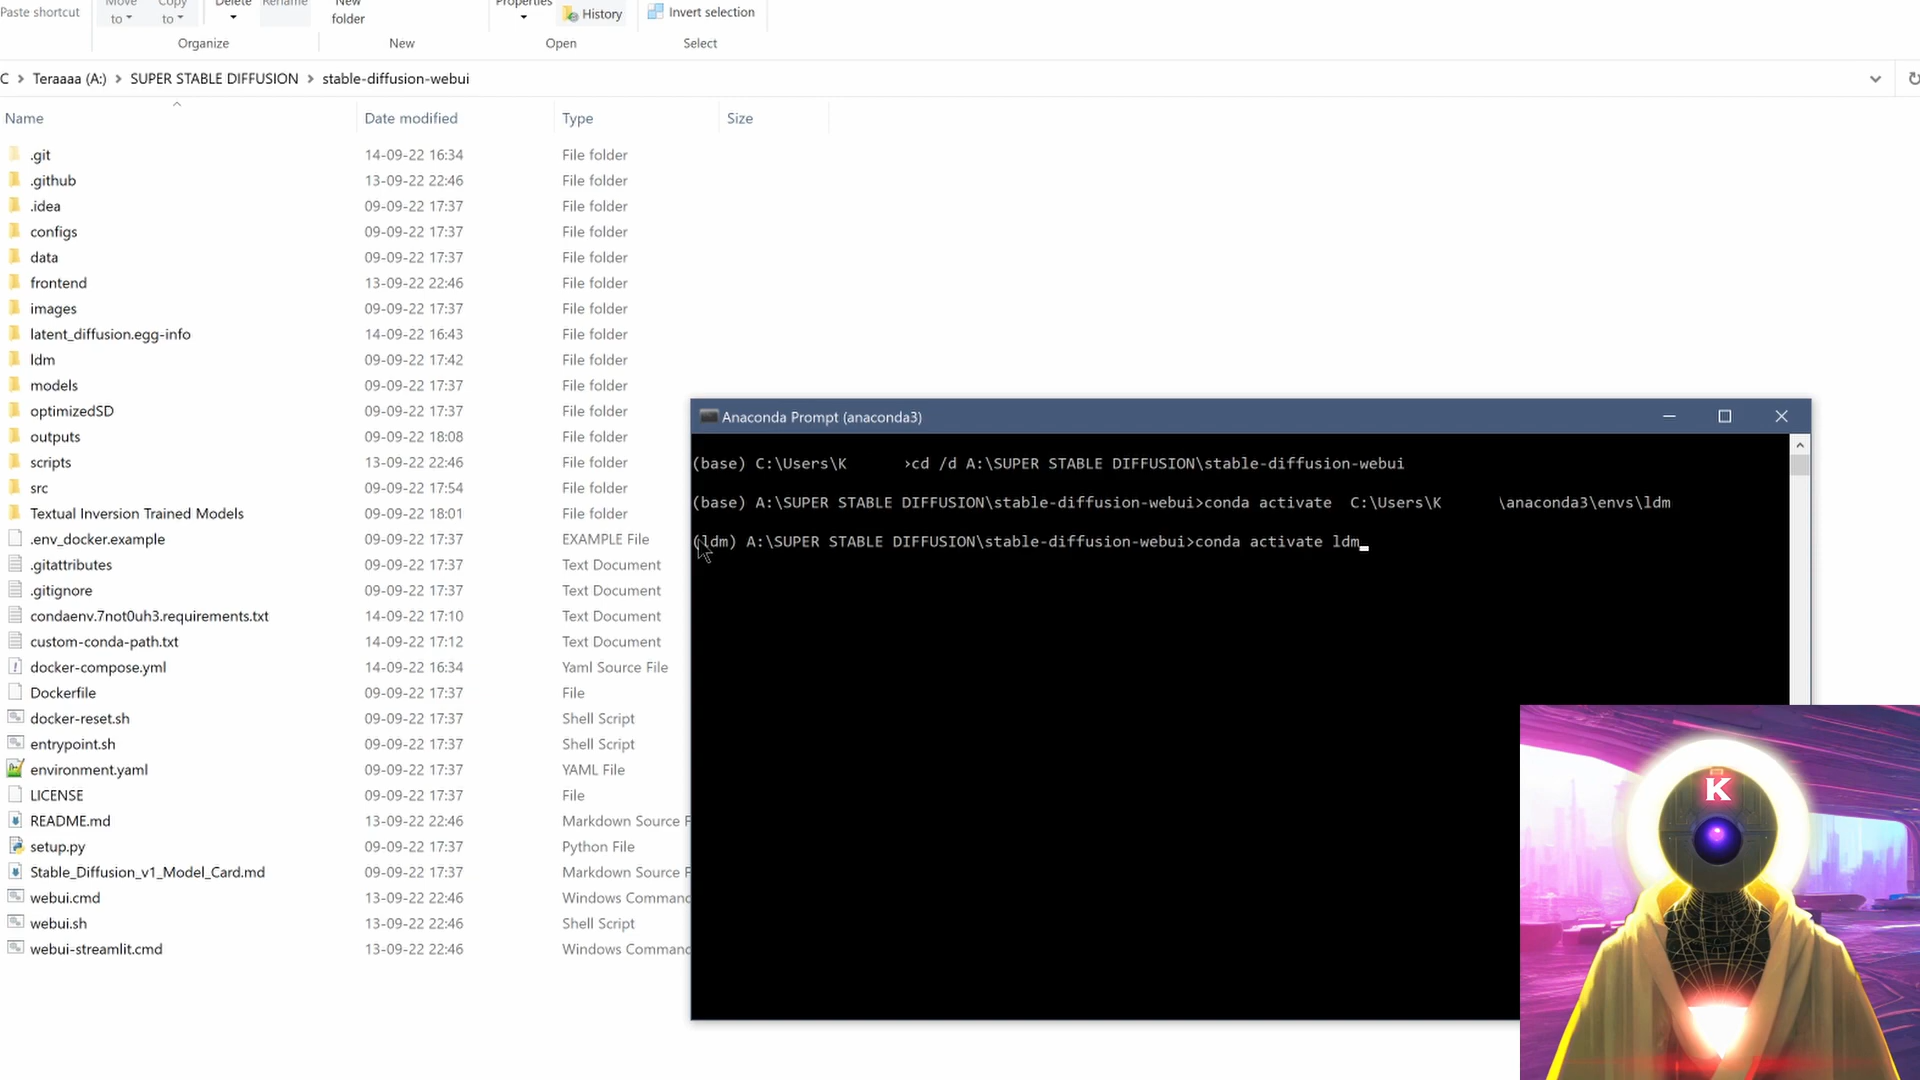 Paste shortcut
Move to
Copy to
Delete
Rename
New folder
Properties
History
Invert selection
Organize
New
Open
Select
C > Teraaaa (A:) > SUPER STABLE DIFFUSION > stable-diffusion-webui
Name Date modified Type Size
.git 14-09-22 16:34 File folder
.github 13-09-22 22:46 File folder
.idea 09-09-22 17:37 File folder
configs 09-09-22 17:37 File folder
data 09-09-22 17:37 File folder
frontend 13-09-22 22:46 File folder
images 09-09-22 17:37 File folder
latent_diffusion.egg-info 14-09-22 16:43 File folder
ldm 09-09-22 17:42 File folder
models 09-09-22 17:37 File folder
optimizedSD 09-09-22 17:37 File folder
outputs 09-09-22 18:08 File folder
scripts 13-09-22 22:46 File folder
src 09-09-22 17:54 File folder
Textual Inversion Trained Models 09-09-22 18:01 File folder
.env_docker.example 09-09-22 17:37 EXAMPLE File
.gitattributes 09-09-22 17:37 Text Document
.gitignore 09-09-22 17:37 Text Document
condaenv.7not0uh3.requirements.txt 14-09-22 17:10 Text Document
custom-conda-path.txt 14-09-22 17:12 Text Document
docker-compose.yml 14-09-22 16:34 Yaml Source File
Dockerfile 09-09-22 17:37 File
docker-reset.sh 09-09-22 17:37 Shell Script
entrypoint.sh 09-09-22 17:37 Shell Script
environment.yaml 09-09-22 17:37 YAML File
LICENSE 09-09-22 17:37 File
README.md 13-09-22 22:46 Markdown Source F
setup.py 09-09-22 17:37 Python File
Stable_Diffusion_v1_Model_Card.md 09-09-22 17:37 Markdown Source F
webui.cmd 13-09-22 22:46 Windows Command
webui.sh 13-09-22 22:46 Shell Script
webui-streamlit.cmd 13-09-22 22:46 Windows Command
Anaconda Prompt (anaconda3)
(base) C:\Users\K >cd /d A:\SUPER STABLE DIFFUSION\stable-diffusion-webui
(base) A:\SUPER STABLE DIFFUSION\stable-diffusion-webui>conda activate C:\Users\K \anaconda3\envs\ldm
(ldm) A:\SUPER STABLE DIFFUSION\stable-diffusion-webui>conda activate ldm
K